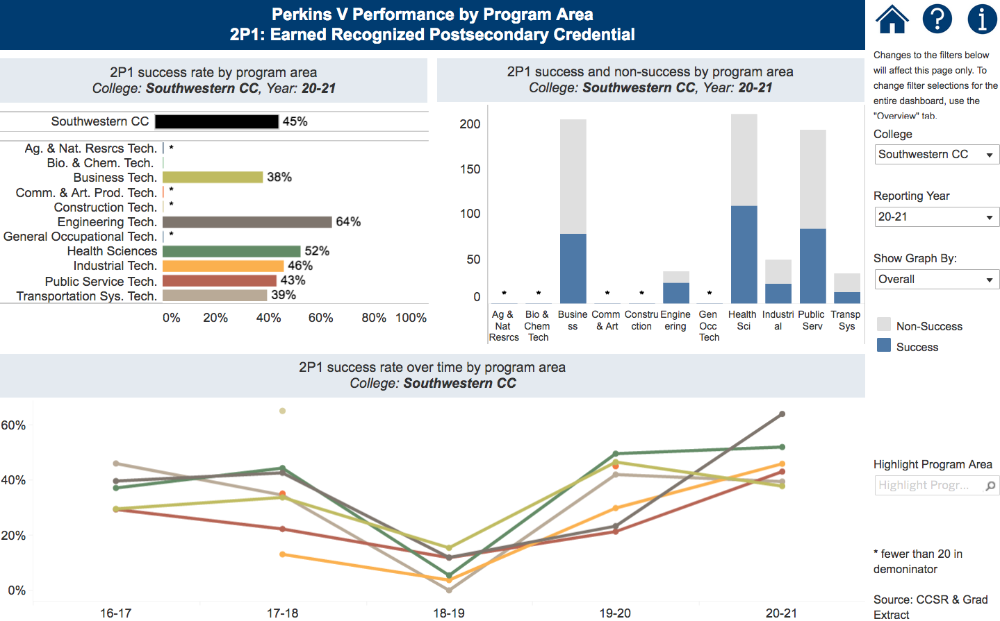 Perkins V Performance by Program Area
2P1: Earned Recognized Postsecondary Credential
Changes to the filters below
will affect this page only. To
change filter selections for the
entire dashboard, use the
"Overview" tab.
2P1 success rate by program area
College: Southwestern CC, Year: 20-21
Southwestern CC 45%
Ag. & Nat. Resrcs Tech. *
Bio. & Chem. Tech.
Business Tech. 38%
Comm. & Art. Prod. Tech. *
Construction Tech. *
Engineering Tech. 64%
General Occupational Tech. *
Health Sciences 52%
Industrial Tech. 46%
Public Service Tech. 43%
Transportation Sys. Tech. 39%
0% 20% 40% 60% 80% 100%
2P1 success and non-success by program area
College: Southwestern CC, Year: 20-21
200
150
100
50
0
* * * * *
Ag & Nat Resrcs
Bio & Chem Tech
Busine ss
Comm & Art
Constru ction
Engine ering
Gen Occ Tech
Health Sci
Industri al
Public Serv
Transp Sys
College
Southwestern CC
Reporting Year
20-21
Show Graph By:
Overall
Non-Success
Success
2P1 success rate over time by program area
College: Southwestern CC
60%
40%
20%
0%
16-17 17-18 18-19 19-20 20-21
Highlight Program Area
Highlight Progr...
* fewer than 20 in
demoninator
Source: CCSR & Grad
Extract